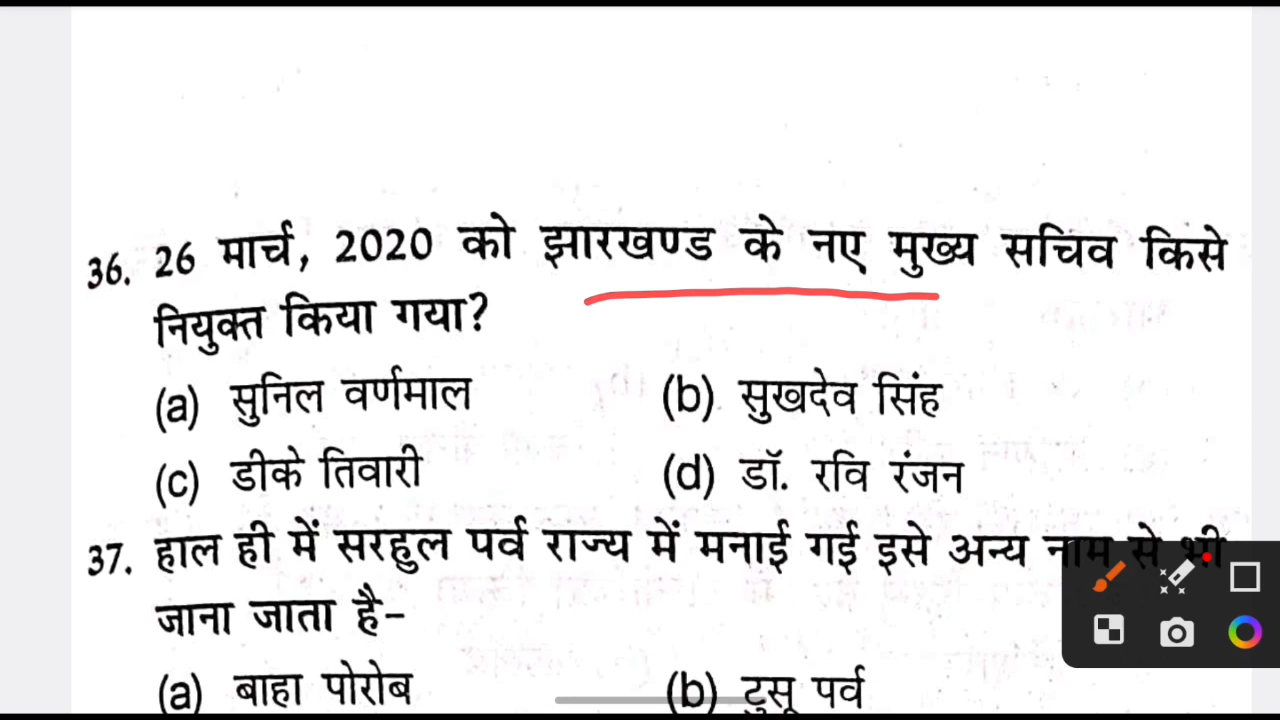 36. 26 मार्च, 2020 को झारखण्ड के नए मुख्य सचिव किसे
नियुक्त किया गया?
(a) सुनिल वर्णमाल (b) सुखदेव सिंह
(c) डीके तिवारी (d) डॉ. रवि रंजन
37. हाल ही में सरहुल पर्व राज्य में मनाई गई इसे अन्य नाम से भी
जाना जाता है-
(a) बाहा पोरोब (b) टुसू पर्व